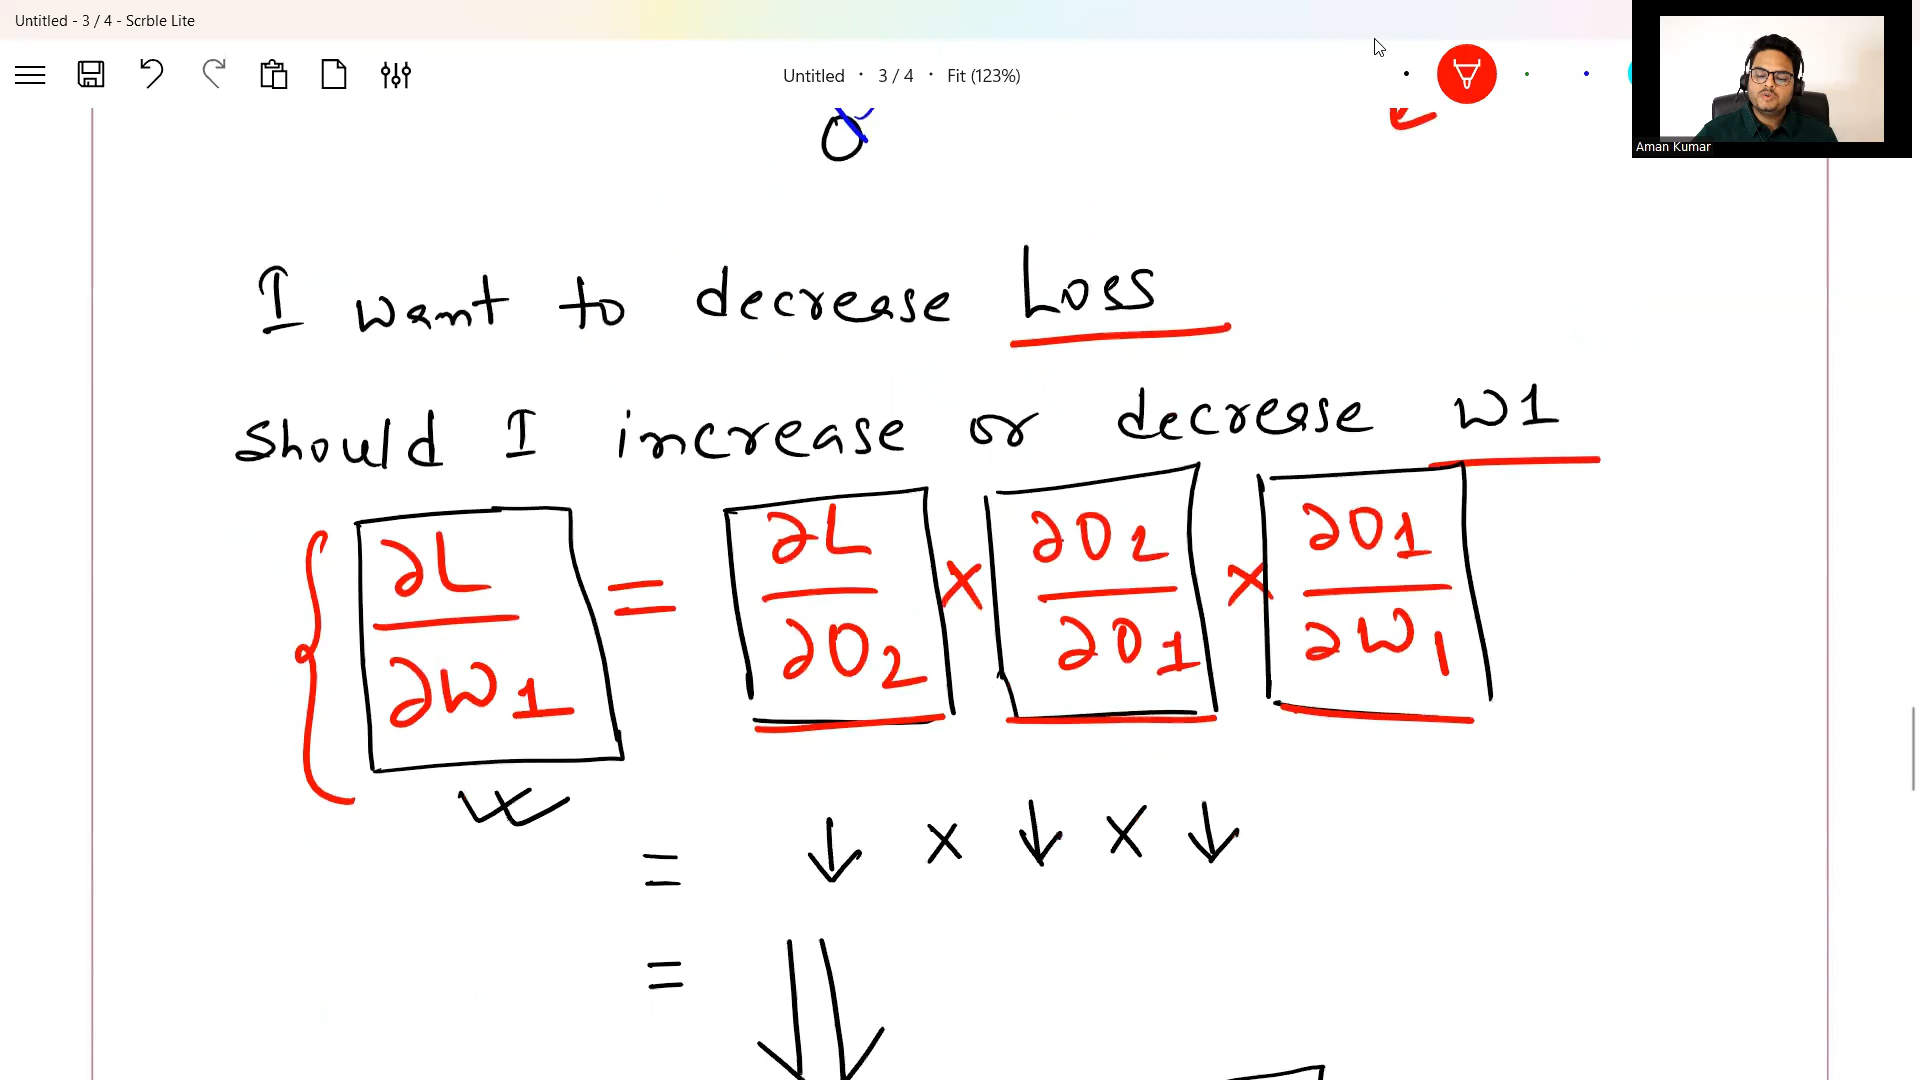 Untitled - 3 / 4 - Scrble Lite
Untitled • 3 / 4 • Fit (123%)
Aman Kumar
I want to decrease Loss
should I increase or decrease w1
∂L/∂w1 = ∂L/∂O2 × ∂O2/∂O1 × ∂O1/∂w1
= ↓ × ↓ × ↓
= ⇓